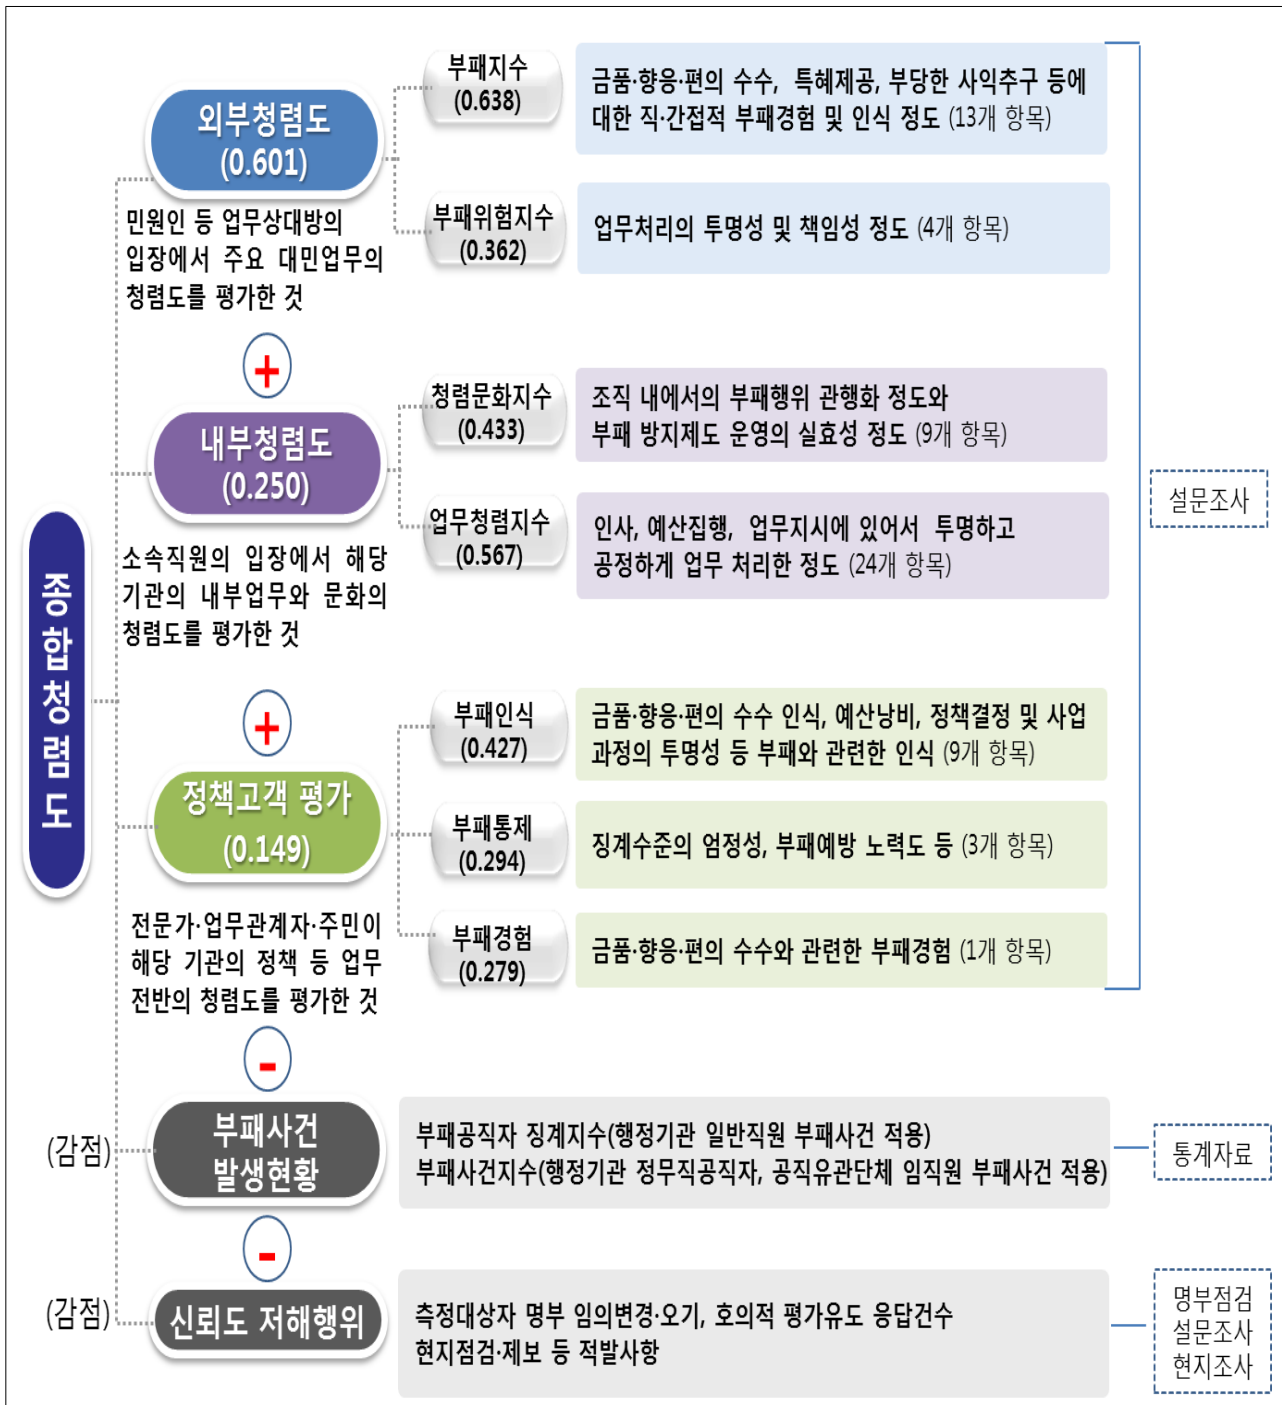 종합청렴도
외부청렴도
(0.601)
민원인 등 업무상대방의
입장에서 주요 대민업무의
청렴도를 평가한 것
부패지수
(0.638)
금품·향응·편의 수수, 특혜제공, 부당한 사익추구 등에
대한 직·간접적 부패경험 및 인식 정도 (13개 항목)
부패위험지수
(0.362)
업무처리의 투명성 및 책임성 정도 (4개 항목)
+
내부청렴도
(0.250)
소속직원의 입장에서 해당
기관의 내부업무와 문화의
청렴도를 평가한 것
청렴문화지수
(0.433)
조직 내에서의 부패행위 관행화 정도와
부패 방지제도 운영의 실효성 정도 (9개 항목)
업무청렴지수
(0.567)
인사, 예산집행, 업무지시에 있어서 투명하고
공정하게 업무 처리한 정도 (24개 항목)
+
정책고객 평가
(0.149)
전문가·업무관계자·주민이
해당 기관의 정책 등 업무
전반의 청렴도를 평가한 것
부패인식
(0.427)
금품·향응·편의 수수 인식, 예산낭비, 정책결정 및 사업
과정의 투명성 등 부패와 관련한 인식 (9개 항목)
부패통제
(0.294)
징계수준의 엄정성, 부패예방 노력도 등 (3개 항목)
부패경험
(0.279)
금품·향응·편의 수수와 관련한 부패경험 (1개 항목)
설문조사
-
(감점)
부패사건
발생현황
부패공직자 징계지수(행정기관 일반직원 부패사건 적용)
부패사건지수(행정기관 정무직공직자, 공직유관단체 임직원 부패사건 적용)
통계자료
-
(감점)
신뢰도 저해행위
측정대상자 명부 임의변경·오기, 호의적 평가유도 응답건수
현지점검·제보 등 적발사항
명부점검
설문조사
현지조사